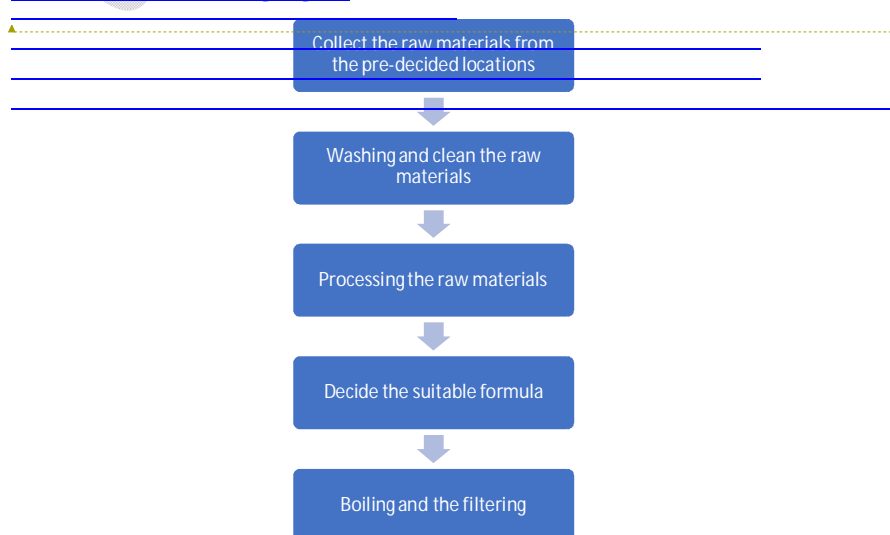 Collect the raw materials from
the pre-decided locations
Washing and clean the raw
materials
Processing the raw materials
Decide the suitable formula
Boiling and the filtering